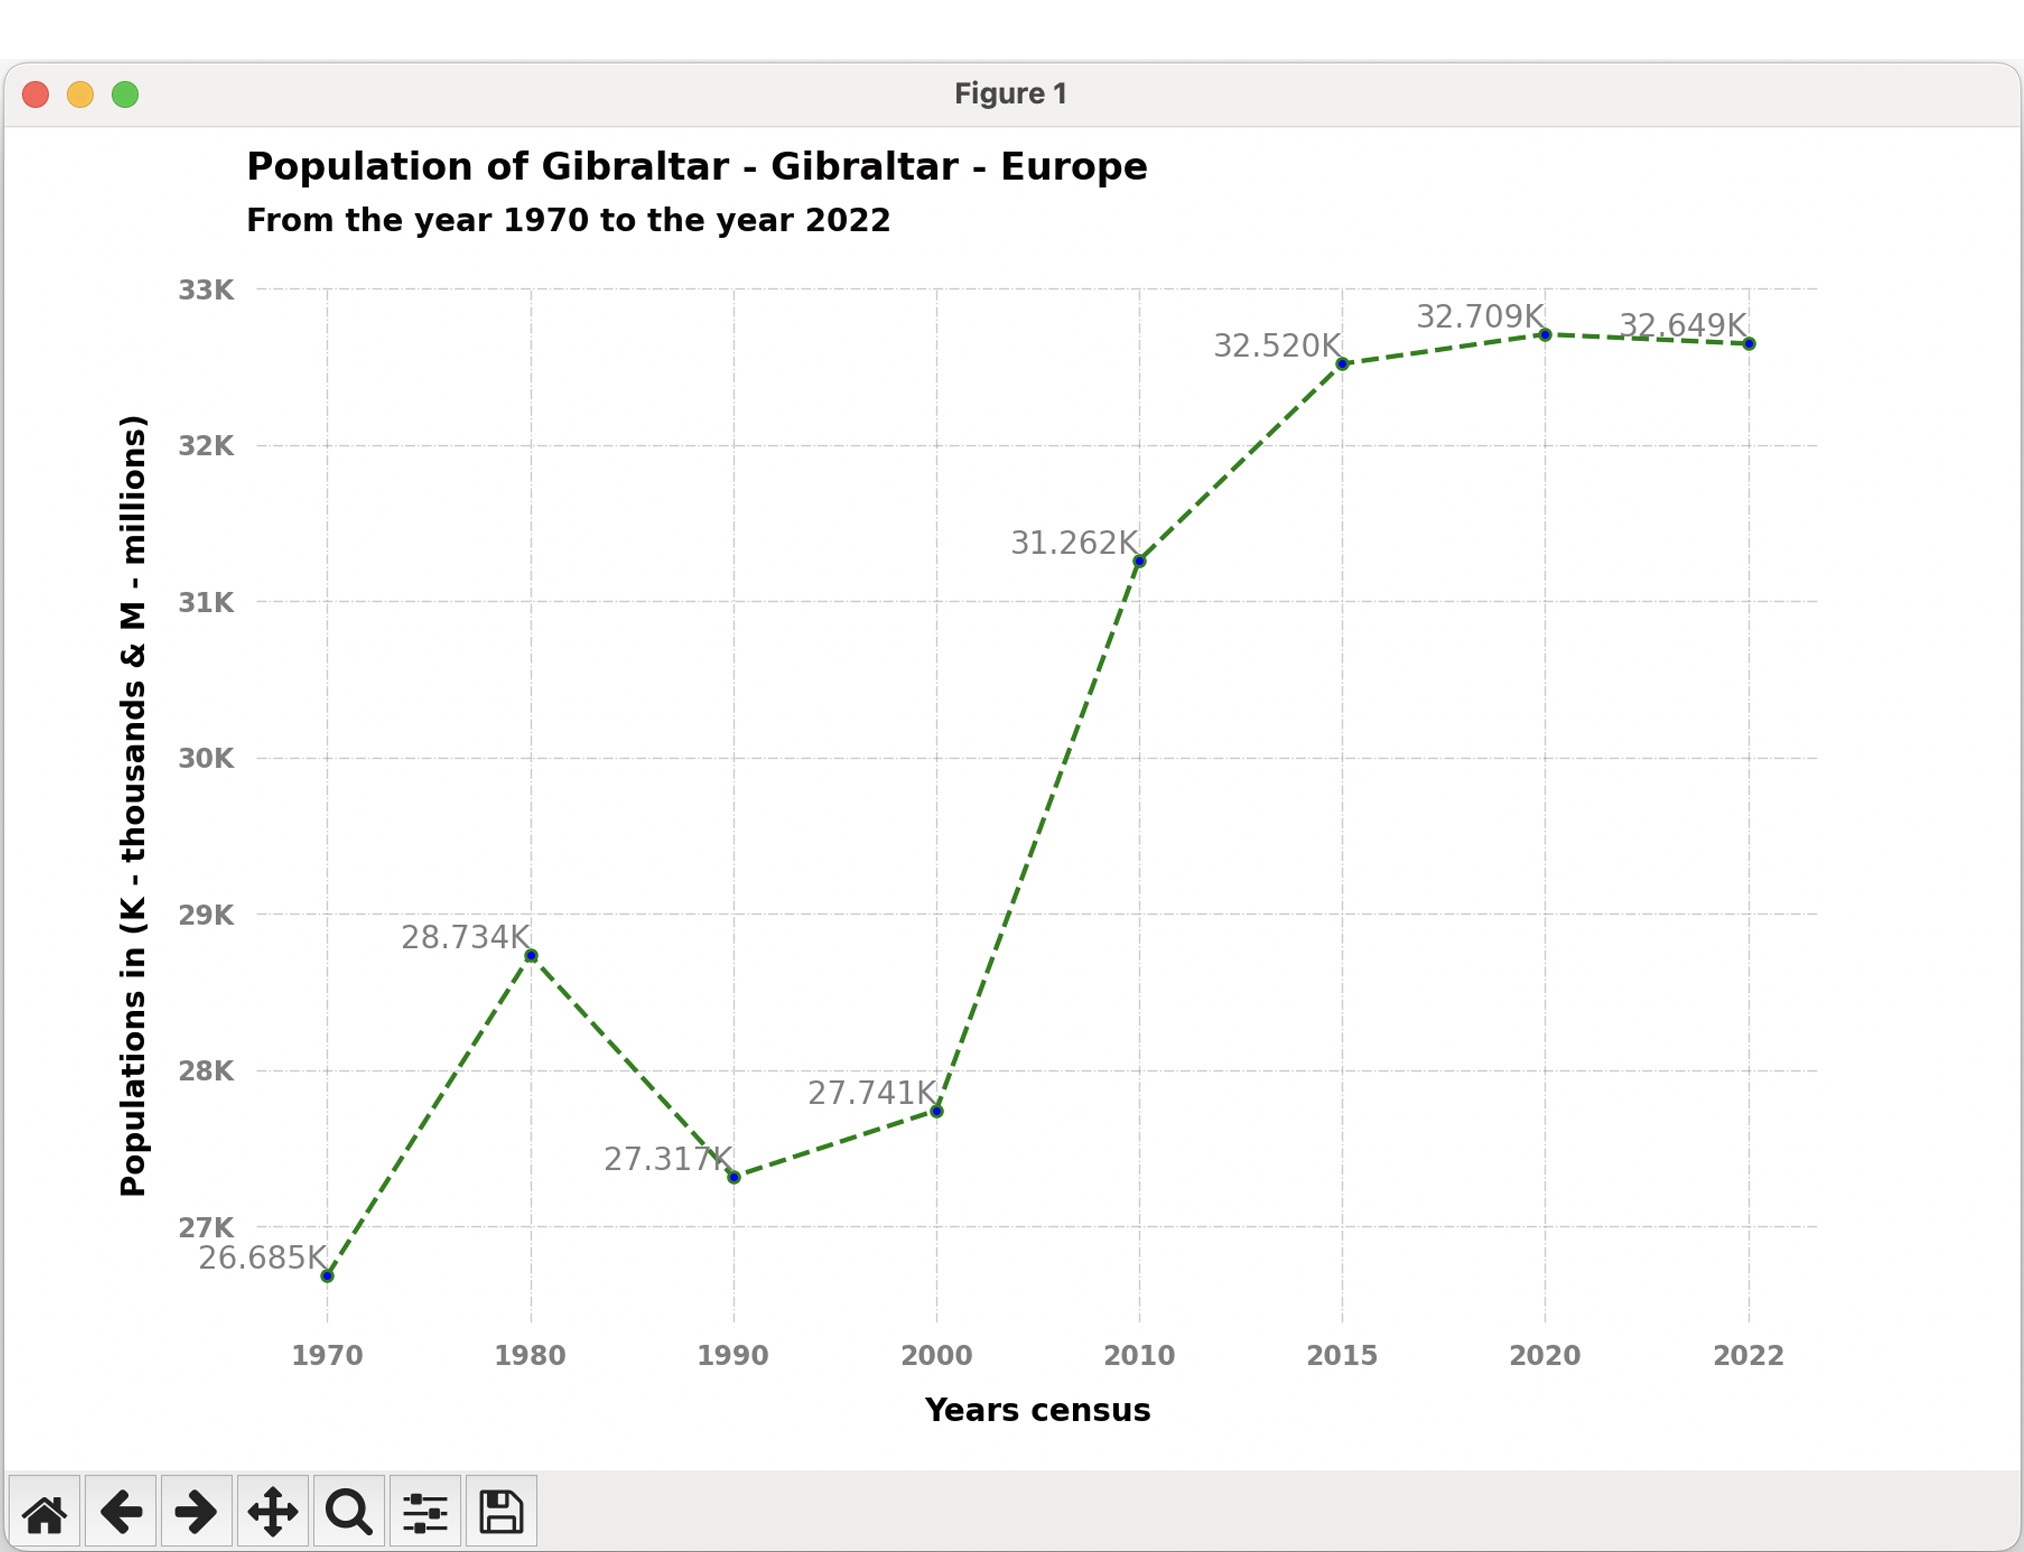 Figure 1
Population of Gibraltar - Gibraltar - Europe
From the year 1970 to the year 2022
Populations in (K - thousands & M - millions)
33K
32K
31K
30K
29K
28K
27K
26.685K
28.734K
27.317K
27.741K
31.262K
32.520K
32.709K
32.649K
1970 1980 1990 2000 2010 2015 2020 2022
Years census